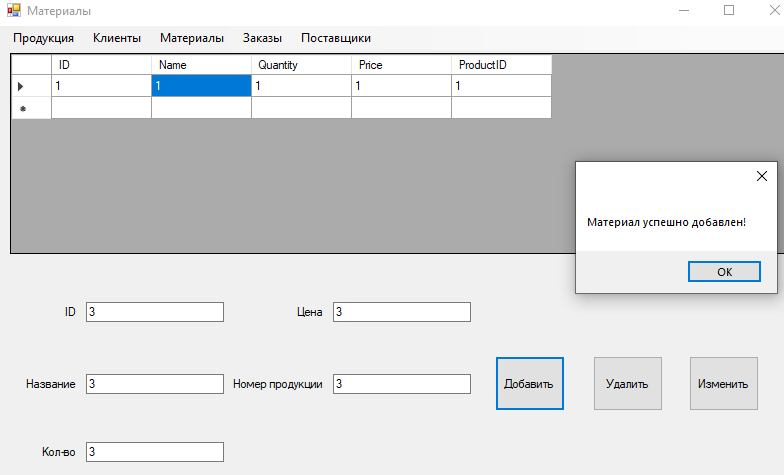 Материалы
Продукция Клиенты Материалы Заказы Поставщики
ID Name Quantity Price ProductID
1 1 1 1 1
Материал успешно добавлен!
OK
ID 3 Цена 3
Название 3 Номер продукции 3 Добавить Удалить Изменить
Кол-во 3